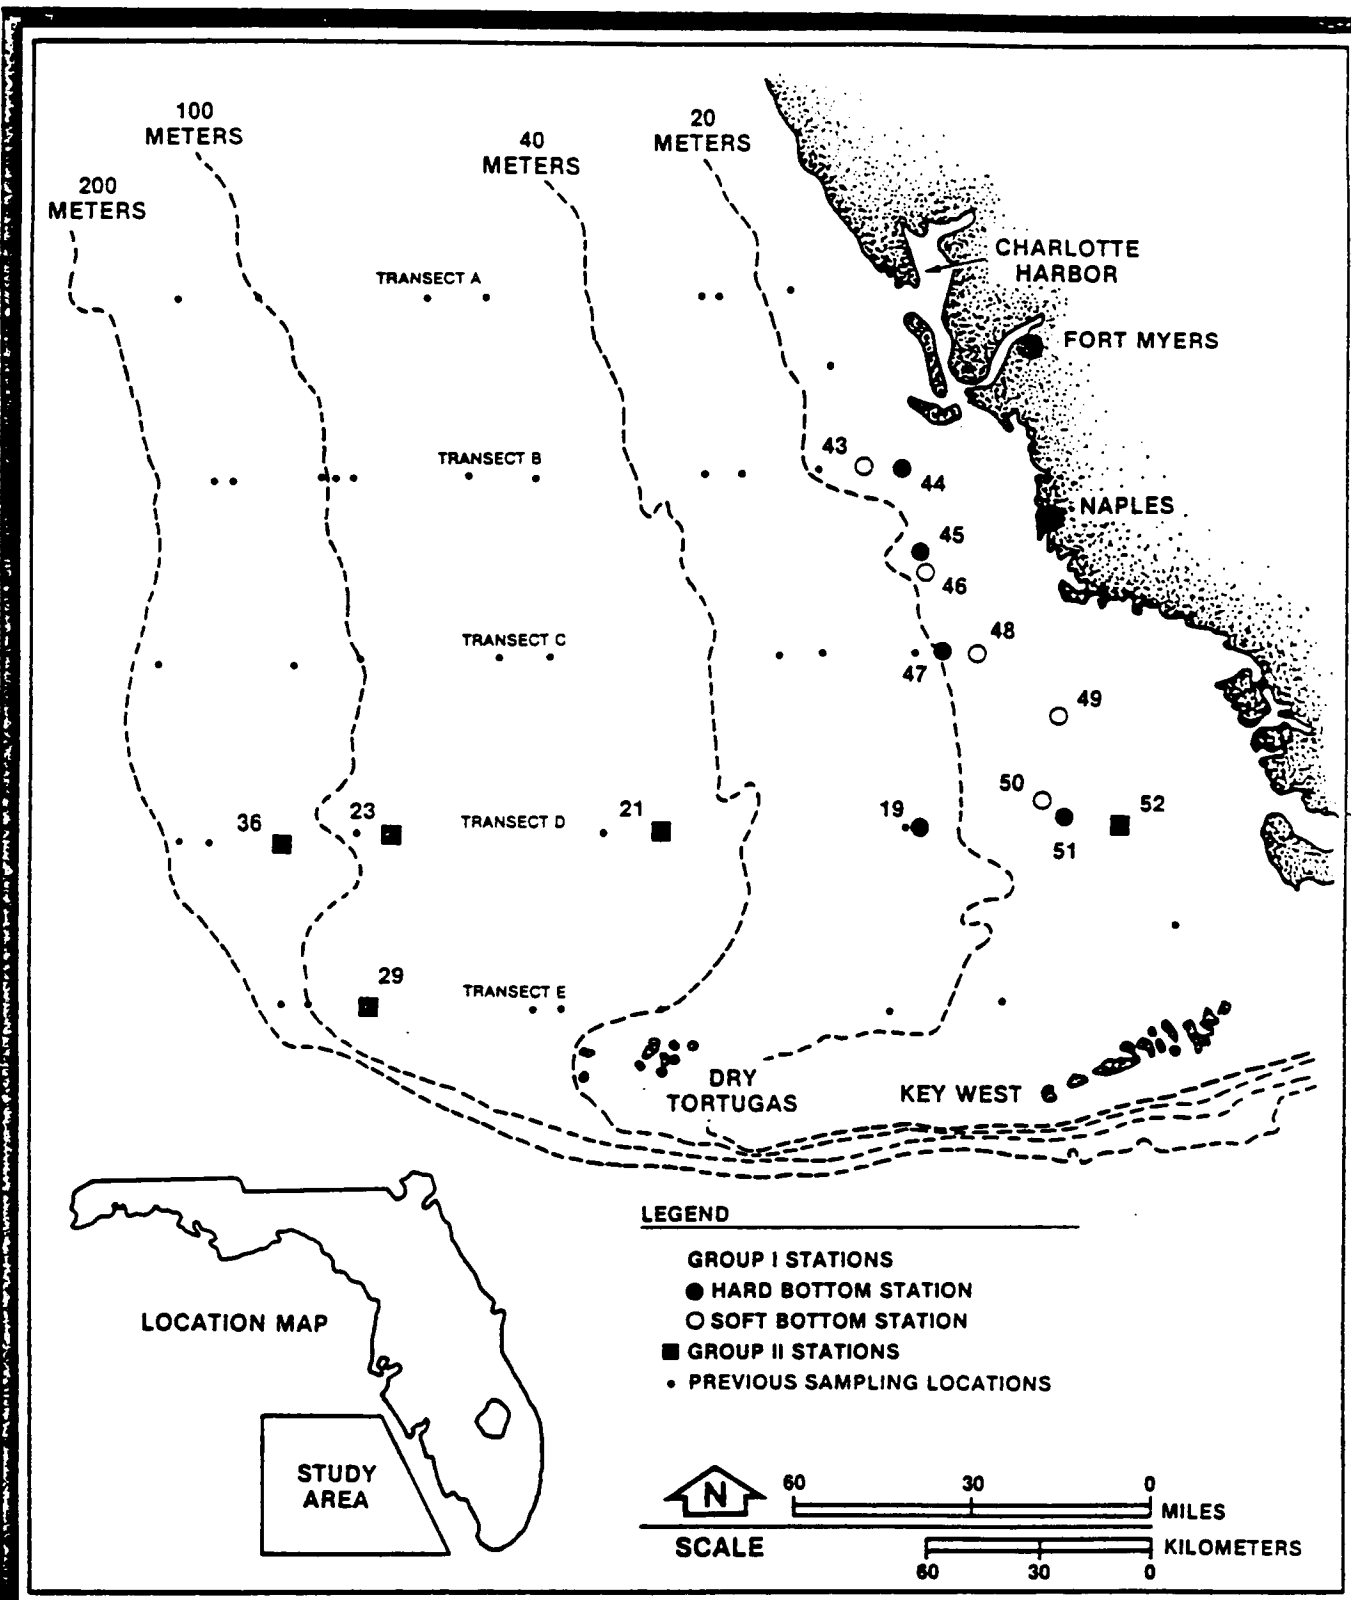 100
METERS
20
METERS
40
METERS
200
METERS
CHARLOTTE
HARBOR
TRANSECT A
FORT MYERS
43
44
TRANSECT B
NAPLES
45
46
48
TRANSECT C
47
49
50
52
36
23
TRANSECT D
21
19
51
29
TRANSECT E
DRY
TORTUGAS
KEY WEST
LEGEND
GROUP I STATIONS
HARD BOTTOM STATION
SOFT BOTTOM STATION
GROUP II STATIONS
PREVIOUS SAMPLING LOCATIONS
LOCATION MAP
STUDY
AREA
N
SCALE
60 30 0
MILES
KILOMETERS
60 30 0